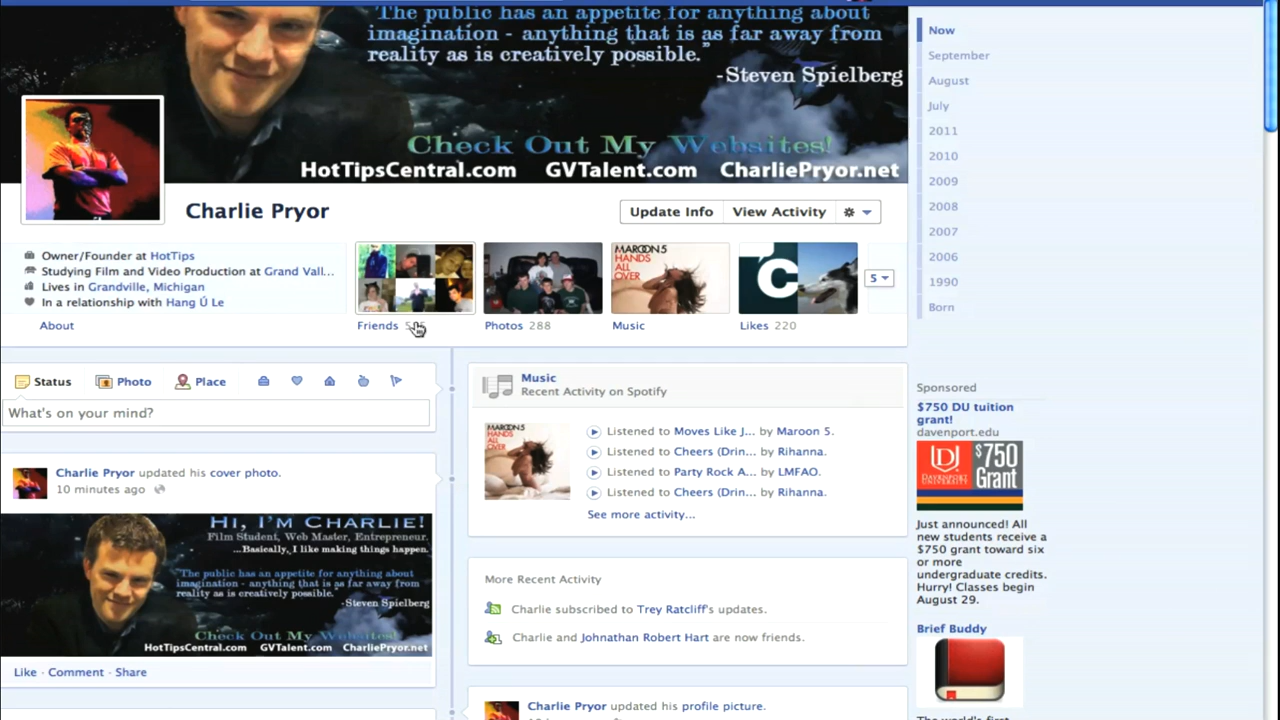 "The public has an appetite for anything about
imagination - anything that is as far away from
reality as is creatively possible."
-Steven Spielberg
Check Out My Websites!
HotTipsCentral.com GVTalent.com CharliePryor.net
Charlie Pryor
Update Info View Activity
Owner/Founder at HotTips
Studying Film and Video Production at Grand Vall...
Lives in Grandville, Michigan
In a relationship with Hang Ú Le
About
Friends
Photos 288
MAROON 5
HANDS
ALL
OVER
Music
C
Likes 220
5
Status Photo Place
What's on your mind?
Charlie Pryor updated his cover photo.
10 minutes ago
Hi, I'm Charlie!
Film Student, Web Master, Entrepreneur.
...Basically, I like making things happen.
"The public has an appetite for anything about
imagination - anything that is as far away from
reality as is creatively possible."
-Steven Spielberg
Check Out My Websites!
HotTipsCentral.com GVTalent.com CharliePryor.net
Like · Comment · Share
Music
Recent Activity on Spotify
MAROON 5
HANDS
ALL
OVER
Listened to Moves Like J... by Maroon 5.
Listened to Cheers (Drin... by Rihanna.
Listened to Party Rock A... by LMFAO.
Listened to Cheers (Drin... by Rihanna.
See more activity...
More Recent Activity
Charlie subscribed to Trey Ratcliff's updates.
Charlie and Johnathan Robert Hart are now friends.
Charlie Pryor updated his profile picture.
Now
September
August
July
2011
2010
2009
2008
2007
2006
1990
Born
Sponsored
$750 DU tuition
grant!
davenport.edu
DAVENPORT
UNIVERSITY
$750
Grant
Just announced! All
new students receive a
$750 grant toward six
or more
undergraduate credits.
Hurry! Classes begin
August 29.
Brief Buddy
The world's first